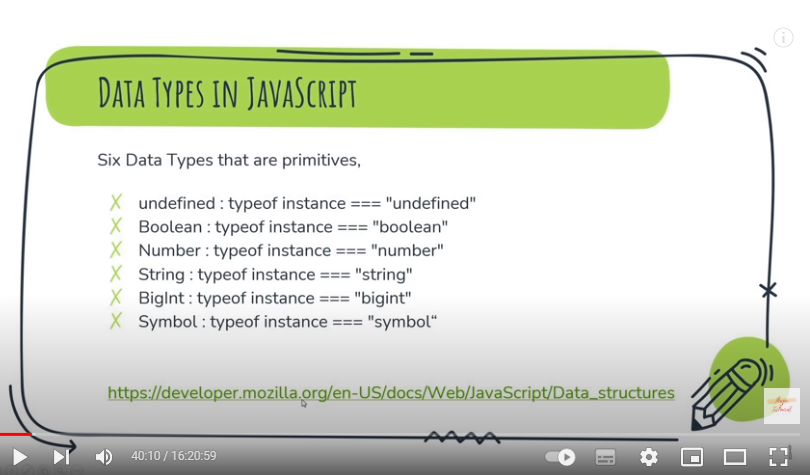 Data Types in JavaScript
Six Data Types that are primitives,
undefined : typeof instance === "undefined"
Boolean : typeof instance === "boolean"
Number : typeof instance === "number"
String : typeof instance === "string"
BigInt : typeof instance === "bigint"
Symbol : typeof instance === "symbol“
https://developer.mozilla.org/en-US/docs/Web/JavaScript/Data_structures
40:10 / 16:20:59